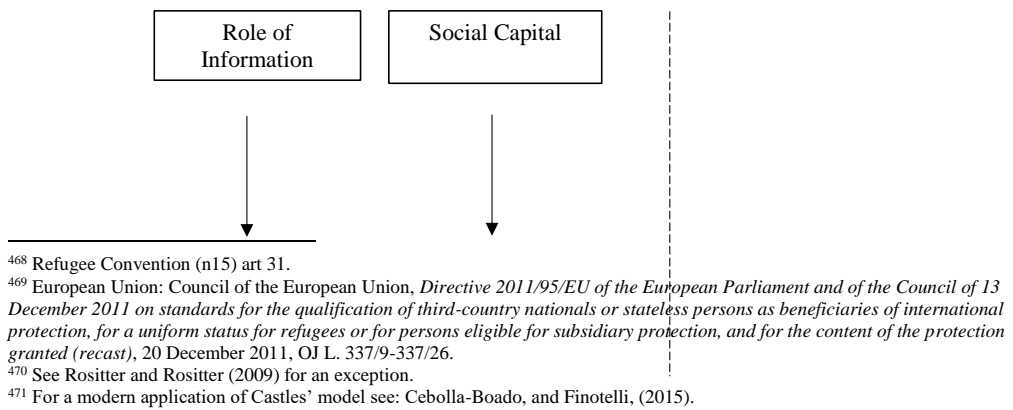 Role of
Information
Social Capital
468 Refugee Convention (n15) art 31.
469 European Union: Council of the European Union, Directive 2011/95/EU of the European Parliament and of the Council of 13
December 2011 on standards for the qualification of third-country nationals or stateless persons as beneficiaries of international
protection, for a uniform status for refugees or for persons eligible for subsidiary protection, and for the content of the protection
granted (recast), 20 December 2011, OJ L. 337/9-337/26.
470 See Rositter and Rositter (2009) for an exception.
471 For a modern application of Castles’ model see: Cebolla-Boado, and Finotelli, (2015).